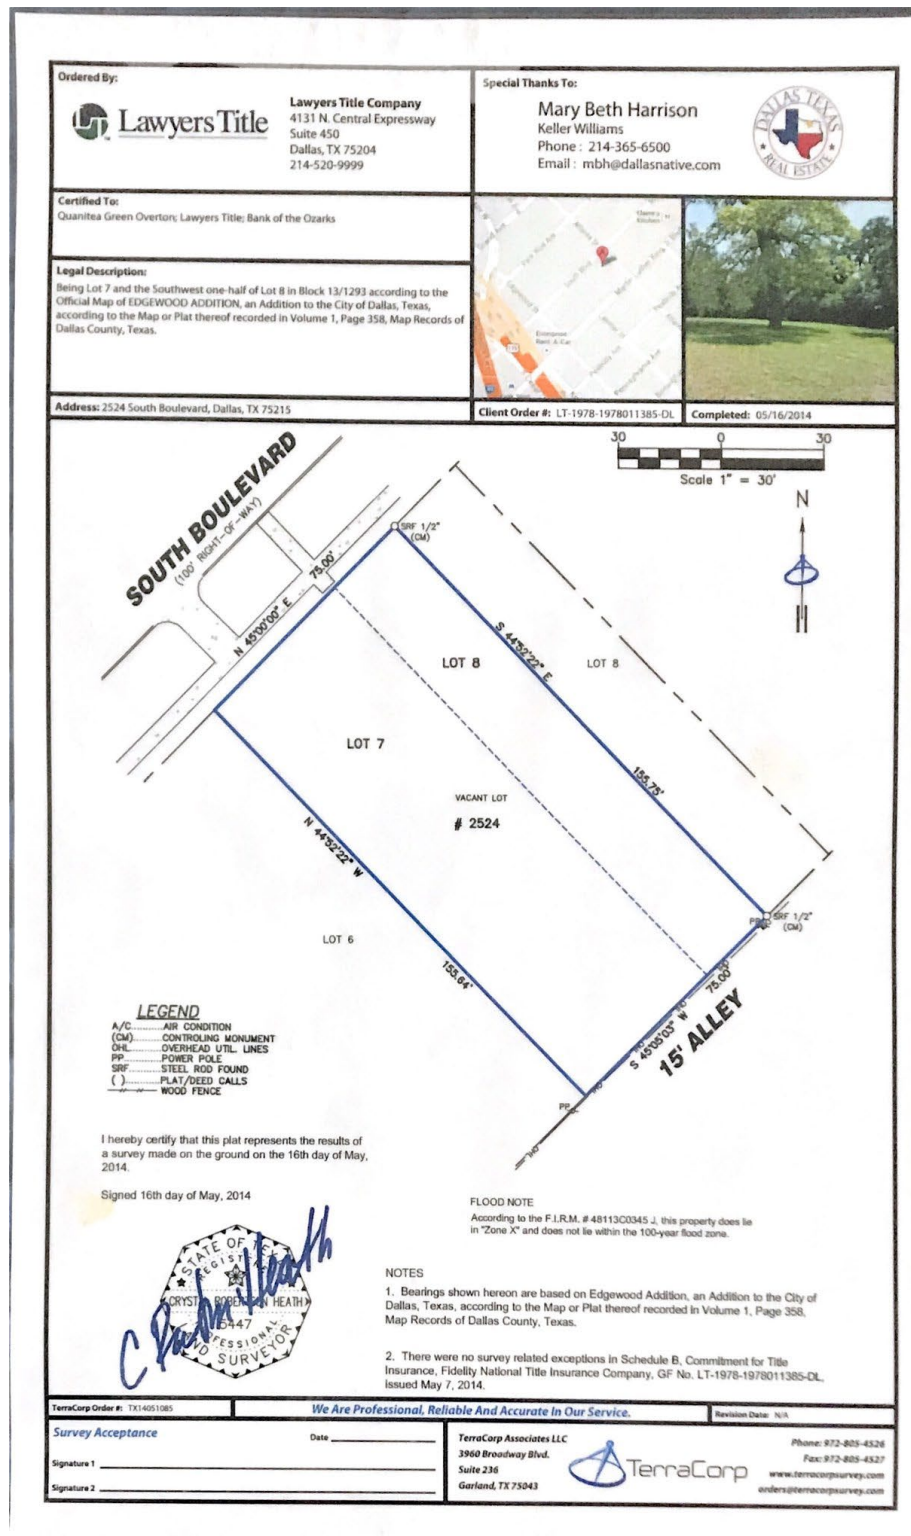 Ordered By:
Lawyers Title
Lawyers Title Company
4131 N. Central Expressway
Suite 450
Dallas, TX 75204
214-520-9999
Special Thanks To:
Mary Beth Harrison
Keller Williams
Phone : 214-365-6500
Email : mbh@dallasnative.com
DALLAS TEXAS
REAL ESTATE
Certified To:
Quanitea Green Overton; Lawyers Title; Bank of the Ozarks
Legal Description:
Being Lot 7 and the Southwest one-half of Lot 8 in Block 13/1293 according to the
Official Map of EDGEWOOD ADDITION, an Addition to the City of Dallas, Texas,
according to the Map or Plat thereof recorded in Volume 1, Page 358, Map Records of
Dallas County, Texas.
Enterprise
Rent-A-Car
Address: 2524 South Boulevard, Dallas, TX 75215
Client Order #: LT-1978-1978011385-DL
Completed: 05/16/2014
30 0 30
Scale 1" = 30'
N
SOUTH BOULEVARD
(100' RIGHT-OF-WAY)
SRF 1/2"
(CM)
75.00'
N 45°00'00" E
LOT 8
S 44°52'22" E
LOT 8
LOT 7
155.75'
VACANT LOT
# 2524
N 44°52'22" W
SRF 1/2"
PP
(CM)
LOT 6
155.64'
75.00'
S 45°05'03" W
15' ALLEY
PP
OHL
LEGEND
A/C..........AIR CONDITION
(CM)..........CONTROLING MONUMENT
OHL..........OVERHEAD UTIL. LINES
PP..........POWER POLE
SRF..........STEEL ROD FOUND
( )..........PLAT/DEED CALLS
WOOD FENCE
I hereby certify that this plat represents the results of
a survey made on the ground on the 16th day of May,
2014.
Signed 16th day of May, 2014
STATE OF TEXAS
REGISTERED
CRYSTAL ROBERTSON HEATH
5447
PROFESSIONAL
LAND SURVEYOR
FLOOD NOTE
According to the F.I.R.M. # 48113C0345 J, this property does lie
in "Zone X" and does not lie within the 100-year flood zone.
NOTES
1. Bearings shown hereon are based on Edgewood Addition, an Addition to the City of
Dallas, Texas, according to the Map or Plat thereof recorded in Volume 1, Page 358,
Map Records of Dallas County, Texas.
2. There were no survey related exceptions in Schedule B, Commitment for Title
Insurance, Fidelity National Title Insurance Company, GF No. LT-1978-1978011385-DL,
issued May 7, 2014.
TerraCorp Order #: TX14051085
We Are Professional, Reliable And Accurate In Our Service.
Revision Date: N/A
Survey Acceptance
Date
Signature 1
Signature 2
TerraCorp Associates LLC
3960 Broadway Blvd.
Suite 236
Garland, TX 75043
TerraCorp
Phone: 972-805-4526
Fax: 972-805-4527
www.terracorpsurvey.com
orders@terracorpsurvey.com